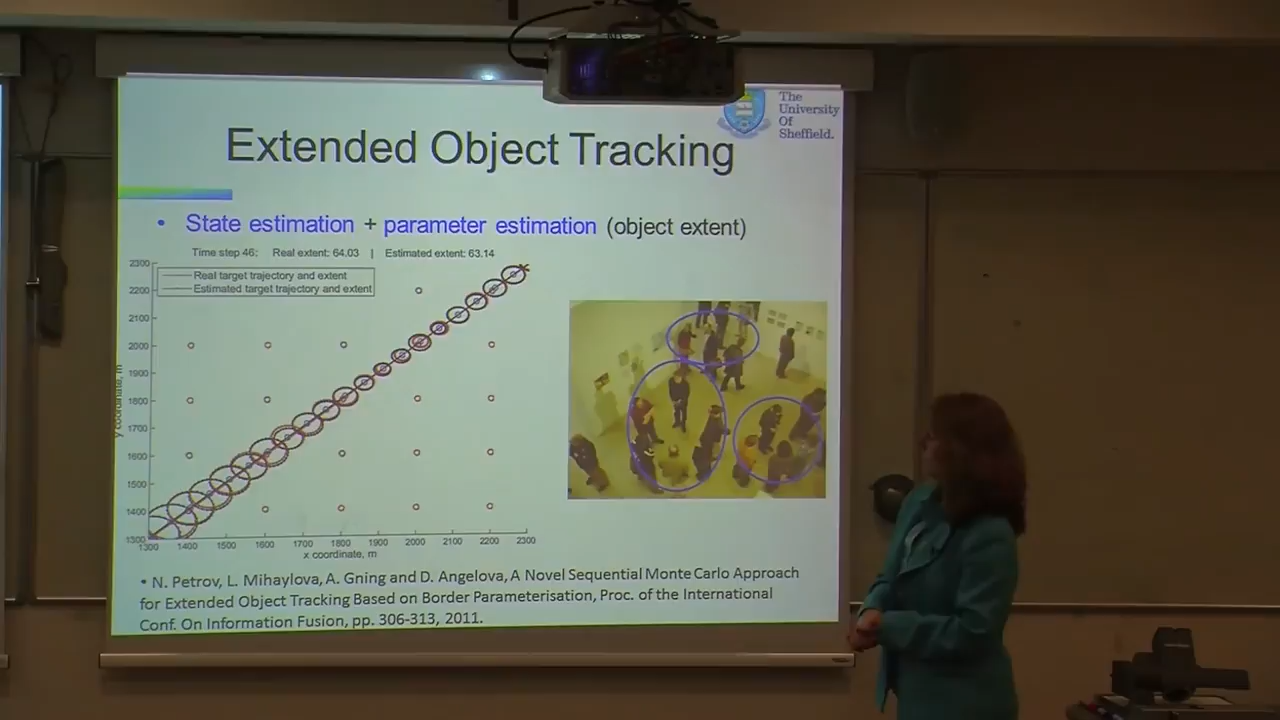 The
University
Of
Sheffield.
Extended Object Tracking
• State estimation + parameter estimation (object extent)
Time step 46: Real extent: 64.03 | Estimated extent: 63.14
Real target trajectory and extent
Estimated target trajectory and extent
2300
2200
2100
2000
1900
1800
1700
1600
1500
1400
1300
y coordinate, m
1300 1400 1500 1600 1700 1800 1900 2000 2100 2200 2300
x coordinate, m
• N. Petrov, L. Mihaylova, A. Gning and D. Angelova, A Novel Sequential Monte Carlo Approach
for Extended Object Tracking Based on Border Parameterisation, Proc. of the International
Conf. On Information Fusion, pp. 306-313, 2011.